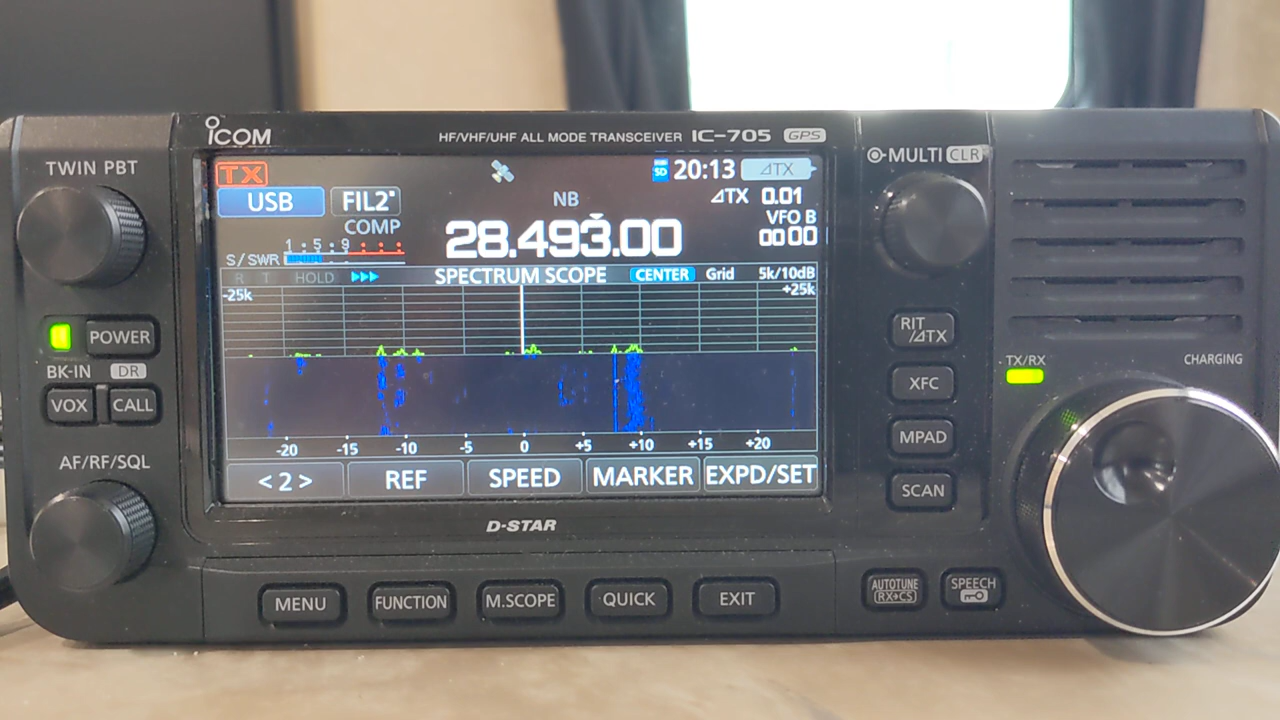 ICOM
HF/VHF/UHF ALL MODE TRANSCEIVER IC-705 GPS
TWIN PBT
MULTI CLR
TX
SD 20:13 ⊿TX
USB FIL2
NB
⊿TX 0.01
COMP
28.493.00
VFO B
00 00
1 : 5 : 9
S/SWR
R T HOLD SPECTRUM SCOPE CENTER Grid 5k/10dB
-25k +25k
-20 -15 -10 -5 0 +5 +10 +15 +20
< 2 > REF SPEED MARKER EXPD/SET
D-STAR
POWER
BK-IN DR
VOX CALL
AF/RF/SQL
RIT
/⊿TX
XFC
MPAD
SCAN
TX/RX CHARGING
MENU FUNCTION M.SCOPE QUICK EXIT
AUTOTUNE
RX→CS
SPEECH